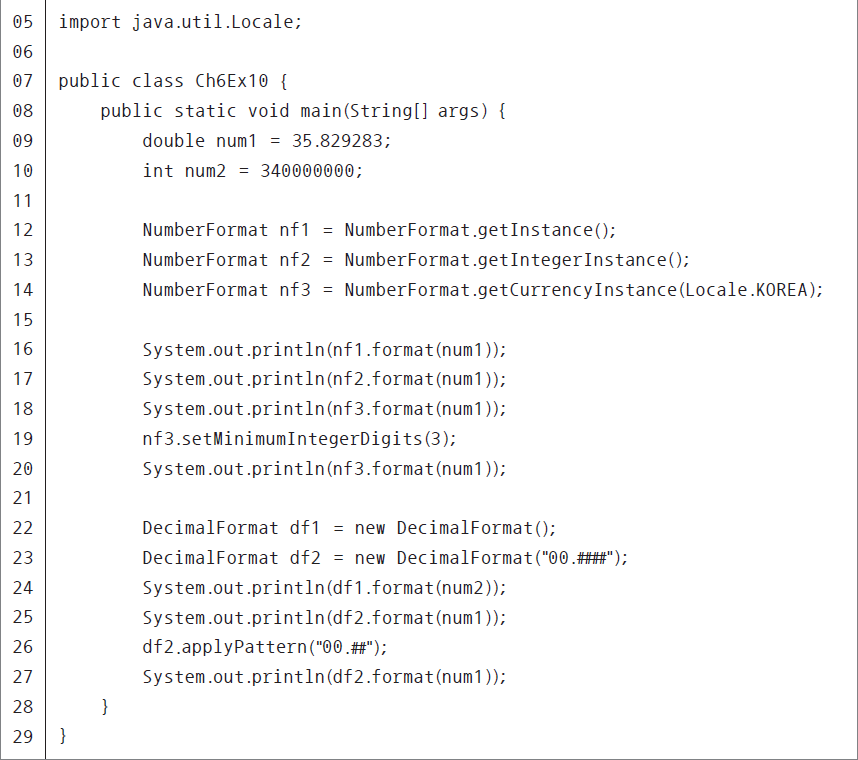 05 import java.util.Locale;
06
07 public class Ch6Ex10 {
08     public static void main(String[] args) {
09         double num1 = 35.829283;
10         int num2 = 340000000;
11
12         NumberFormat nf1 = NumberFormat.getInstance();
13         NumberFormat nf2 = NumberFormat.getIntegerInstance();
14         NumberFormat nf3 = NumberFormat.getCurrencyInstance(Locale.KOREA);
15
16         System.out.println(nf1.format(num1));
17         System.out.println(nf2.format(num1));
18         System.out.println(nf3.format(num1));
19         nf3.setMinimumIntegerDigits(3);
20         System.out.println(nf3.format(num1));
21
22         DecimalFormat df1 = new DecimalFormat();
23         DecimalFormat df2 = new DecimalFormat("00.####");
24         System.out.println(df1.format(num2));
25         System.out.println(df2.format(num1));
26         df2.applyPattern("00.##");
27         System.out.println(df2.format(num1));
28     }
29 }